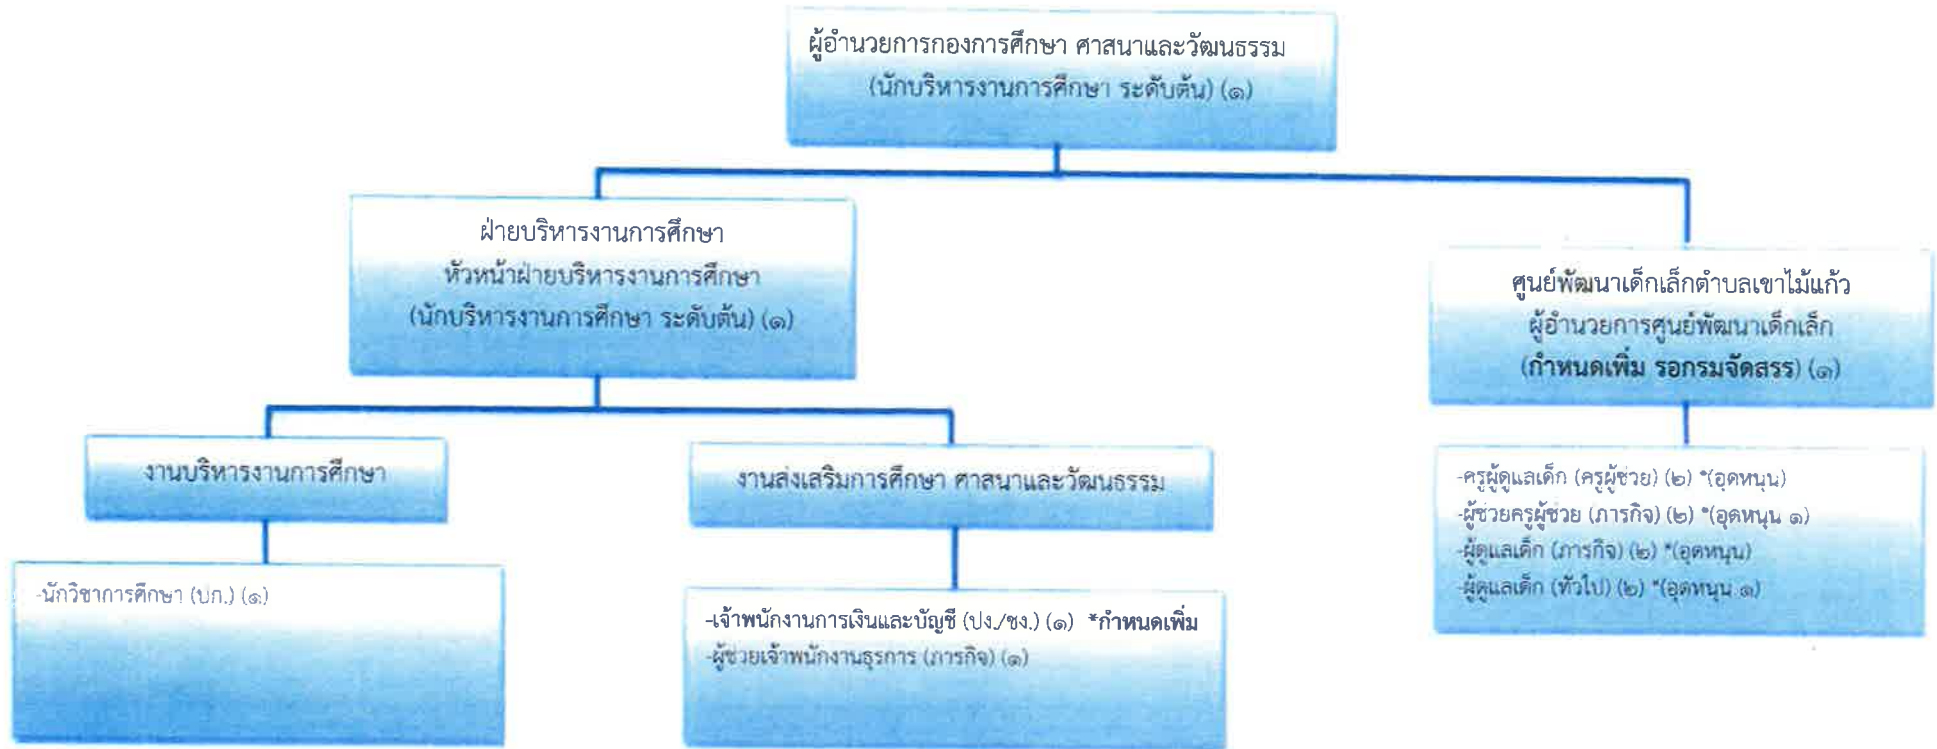 ผู้อำนวยการกองการศึกษา ศาสนาและวัฒนธรรม
(นักบริหารงานการศึกษา ระดับต้น) (๑)
ฝ่ายบริหารงานการศึกษา
หัวหน้าฝ่ายบริหารงานการศึกษา
(นักบริหารงานการศึกษา ระดับต้น) (๑)
ศูนย์พัฒนาเด็กเล็กตำบลเขาไม้แก้ว
ผู้อำนวยการศูนย์พัฒนาเด็กเล็ก
(กำหนดเพิ่ม รอกรมจัดสรร) (๑)
งานบริหารงานการศึกษา
-นักวิชาการศึกษา (ปก.) (๑)
งานส่งเสริมการศึกษา ศาสนาและวัฒนธรรม
-เจ้าพนักงานการเงินและบัญชี (ปง./ชง.) (๑) *กำหนดเพิ่ม
-ผู้ช่วยเจ้าพนักงานธุรการ (ภารกิจ) (๑)
-ครูผู้ดูแลเด็ก (ครูผู้ช่วย) (๒) *(อุดหนุน)
-ผู้ช่วยครูผู้ช่วย (ภารกิจ) (๒) *(อุดหนุน ๑)
-ผู้ดูแลเด็ก (ภารกิจ) (๒) *(อุดหนุน)
-ผู้ดูแลเด็ก (ทั่วไป) (๒) *(อุดหนุน ๑)